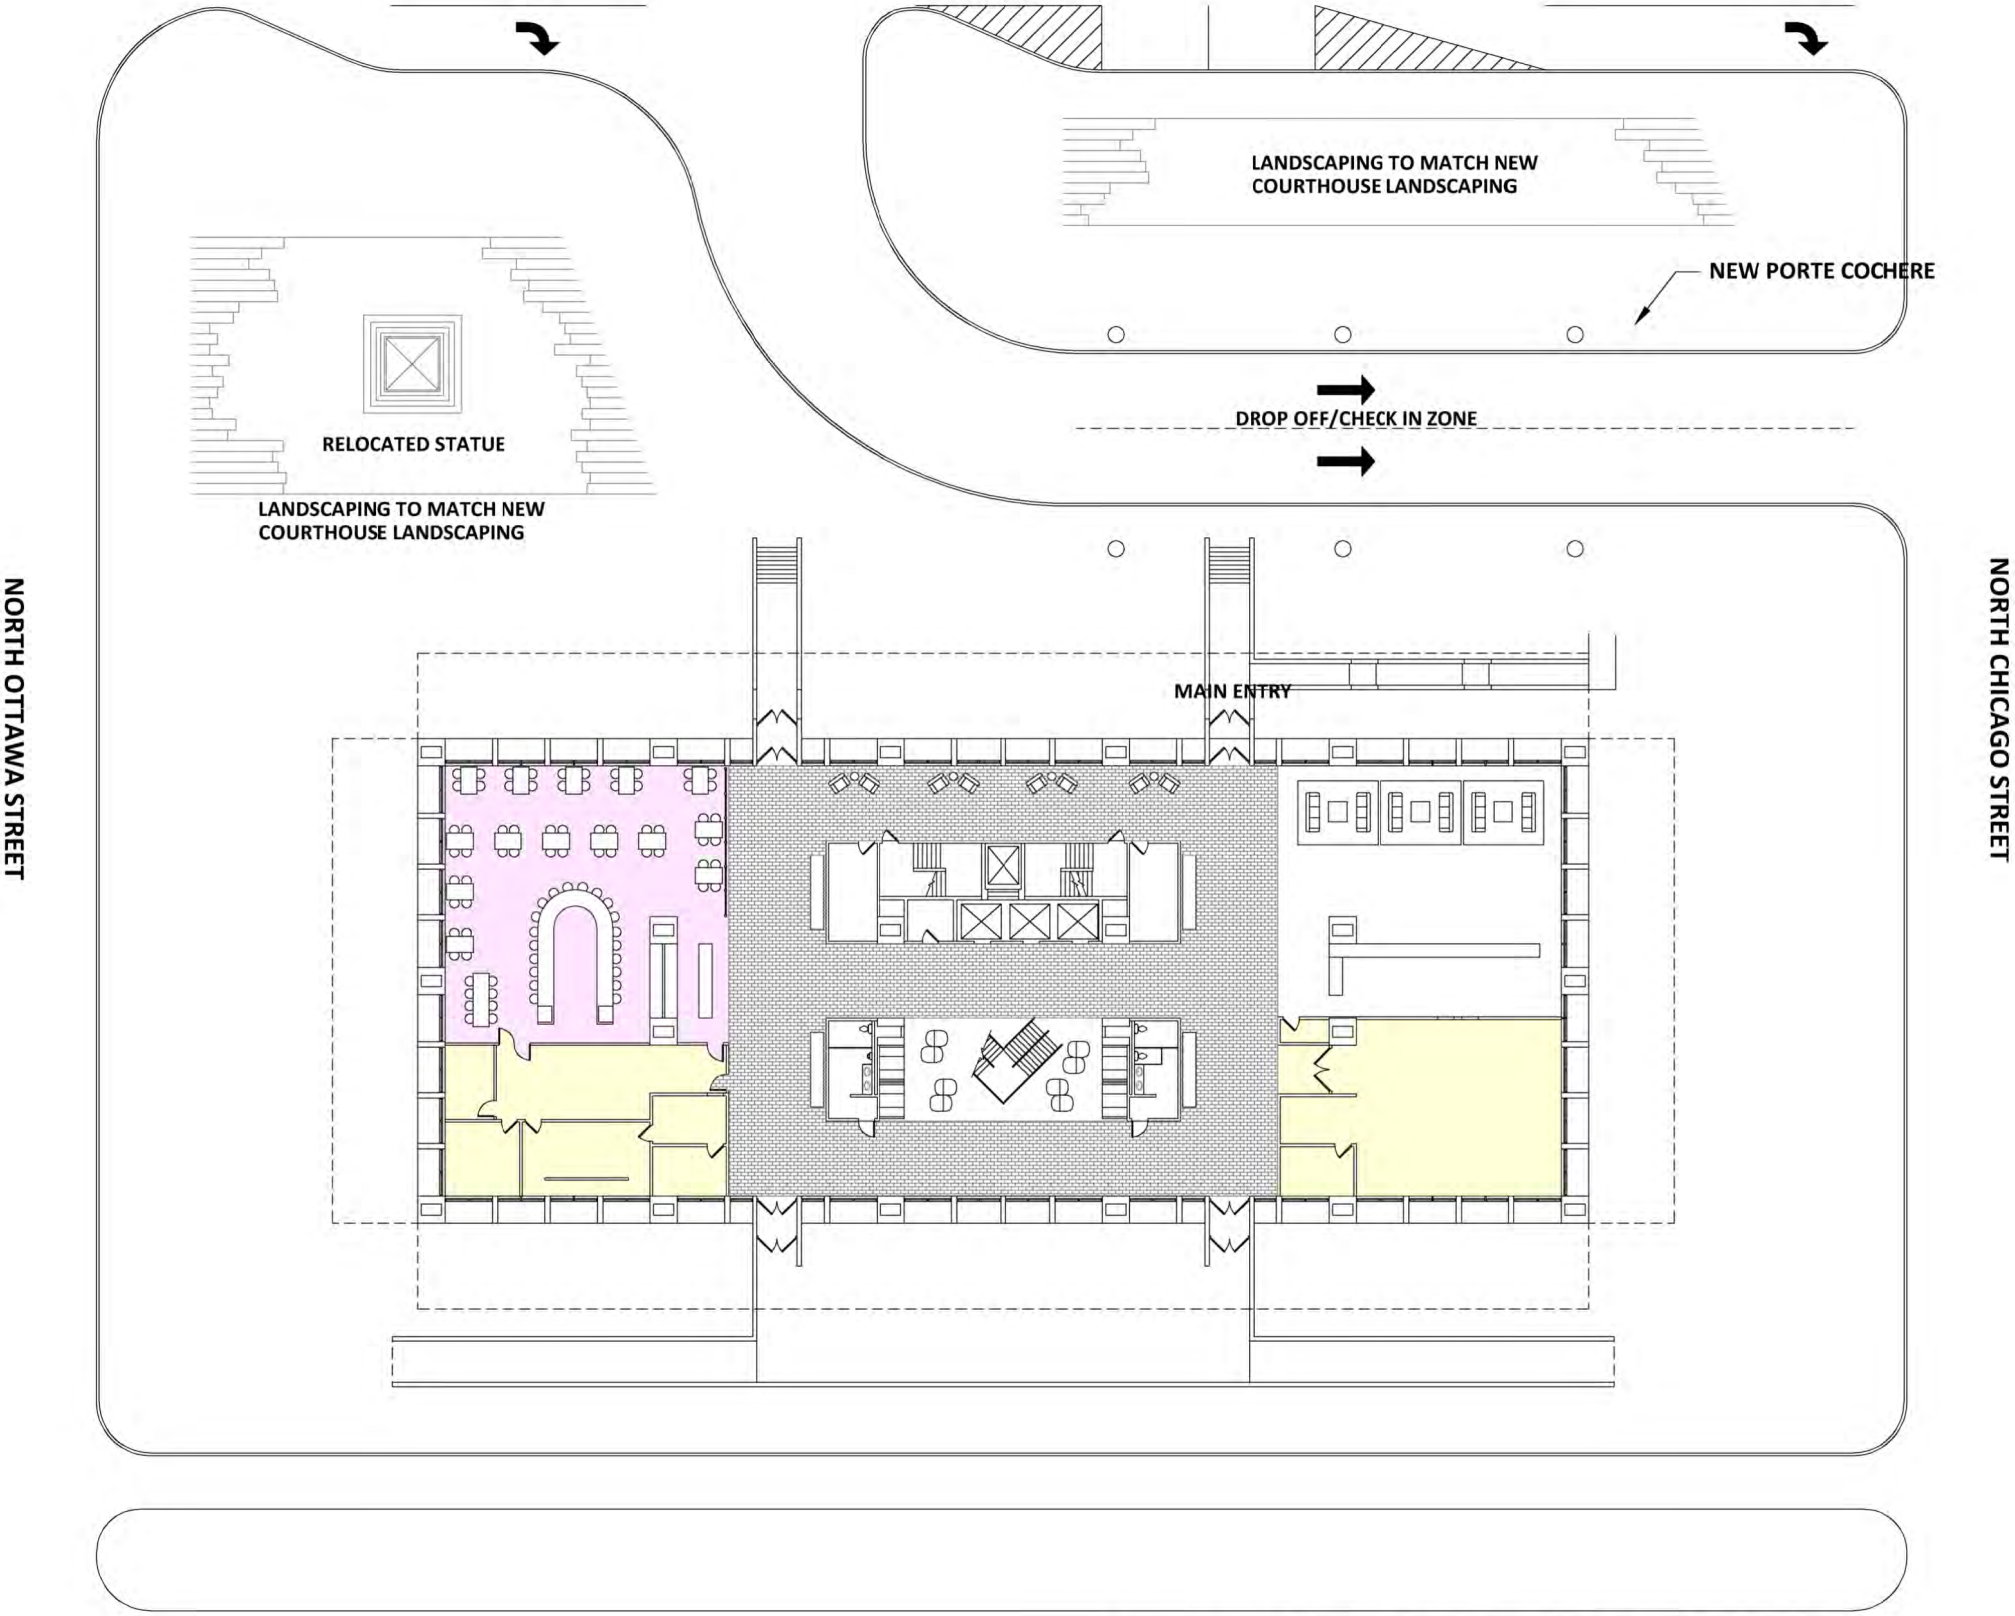 LANDSCAPING TO MATCH NEW
COURTHOUSE LANDSCAPING
NEW PORTE COCHERE
DROP OFF/CHECK IN ZONE
RELOCATED STATUE
LANDSCAPING TO MATCH NEW
COURTHOUSE LANDSCAPING
NORTH OTTAWA STREET
NORTH CHICAGO STREET
MAIN ENTRY